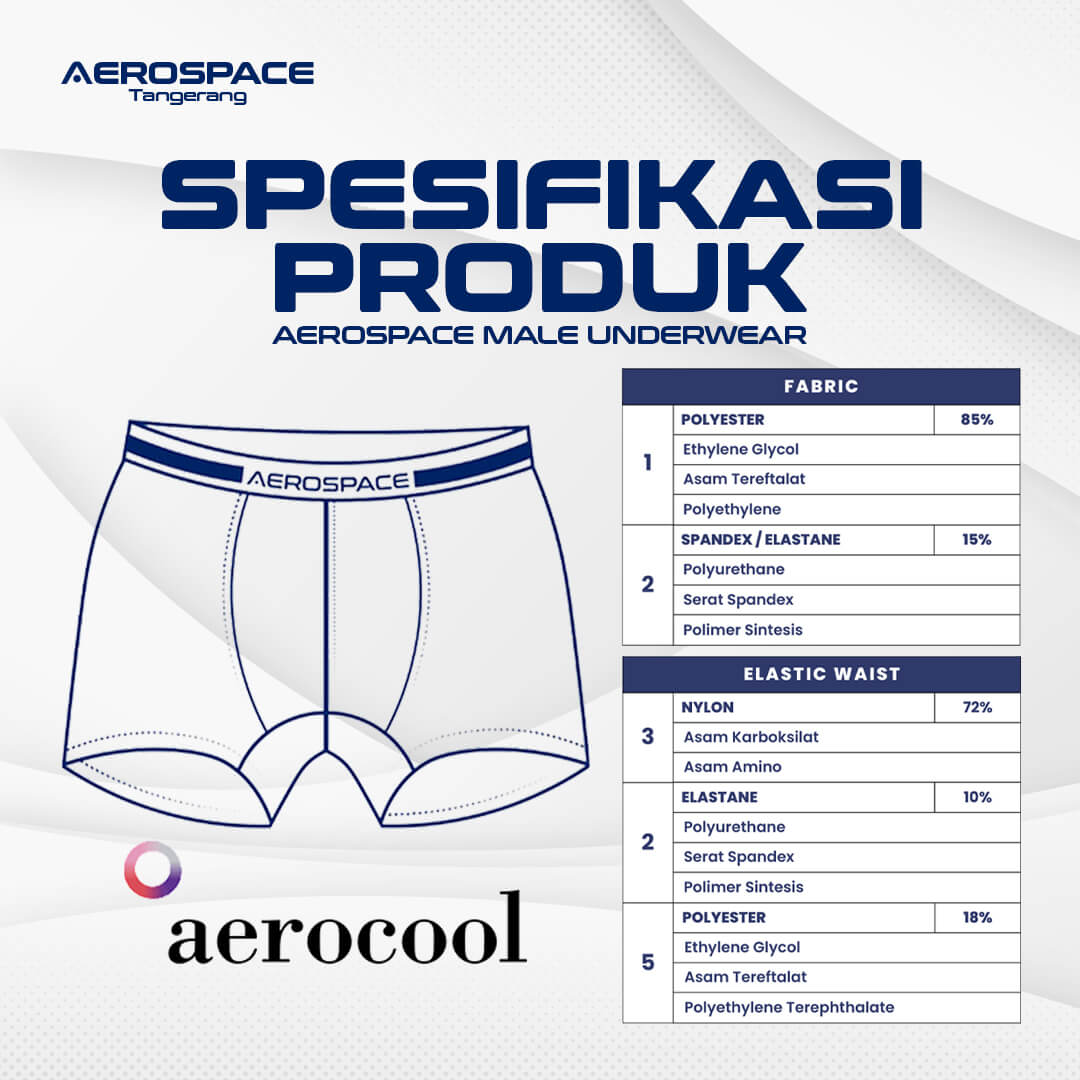 AEROSPACE
Tangerang
SPESIFIKASI
PRODUK
AEROSPACE MALE UNDERWEAR
AEROSPACE
aerocool
FABRIC
1
POLYESTER 85%
Ethylene Glycol
Asam Tereftalat
Polyethylene
2
SPANDEX / ELASTANE 15%
Polyurethane
Serat Spandex
Polimer Sintesis
ELASTIC WAIST
3
NYLON 72%
Asam Karboksilat
Asam Amino
2
ELASTANE 10%
Polyurethane
Serat Spandex
Polimer Sintesis
5
POLYESTER 18%
Ethylene Glycol
Asam Tereftalat
Polyethylene Terephthalate